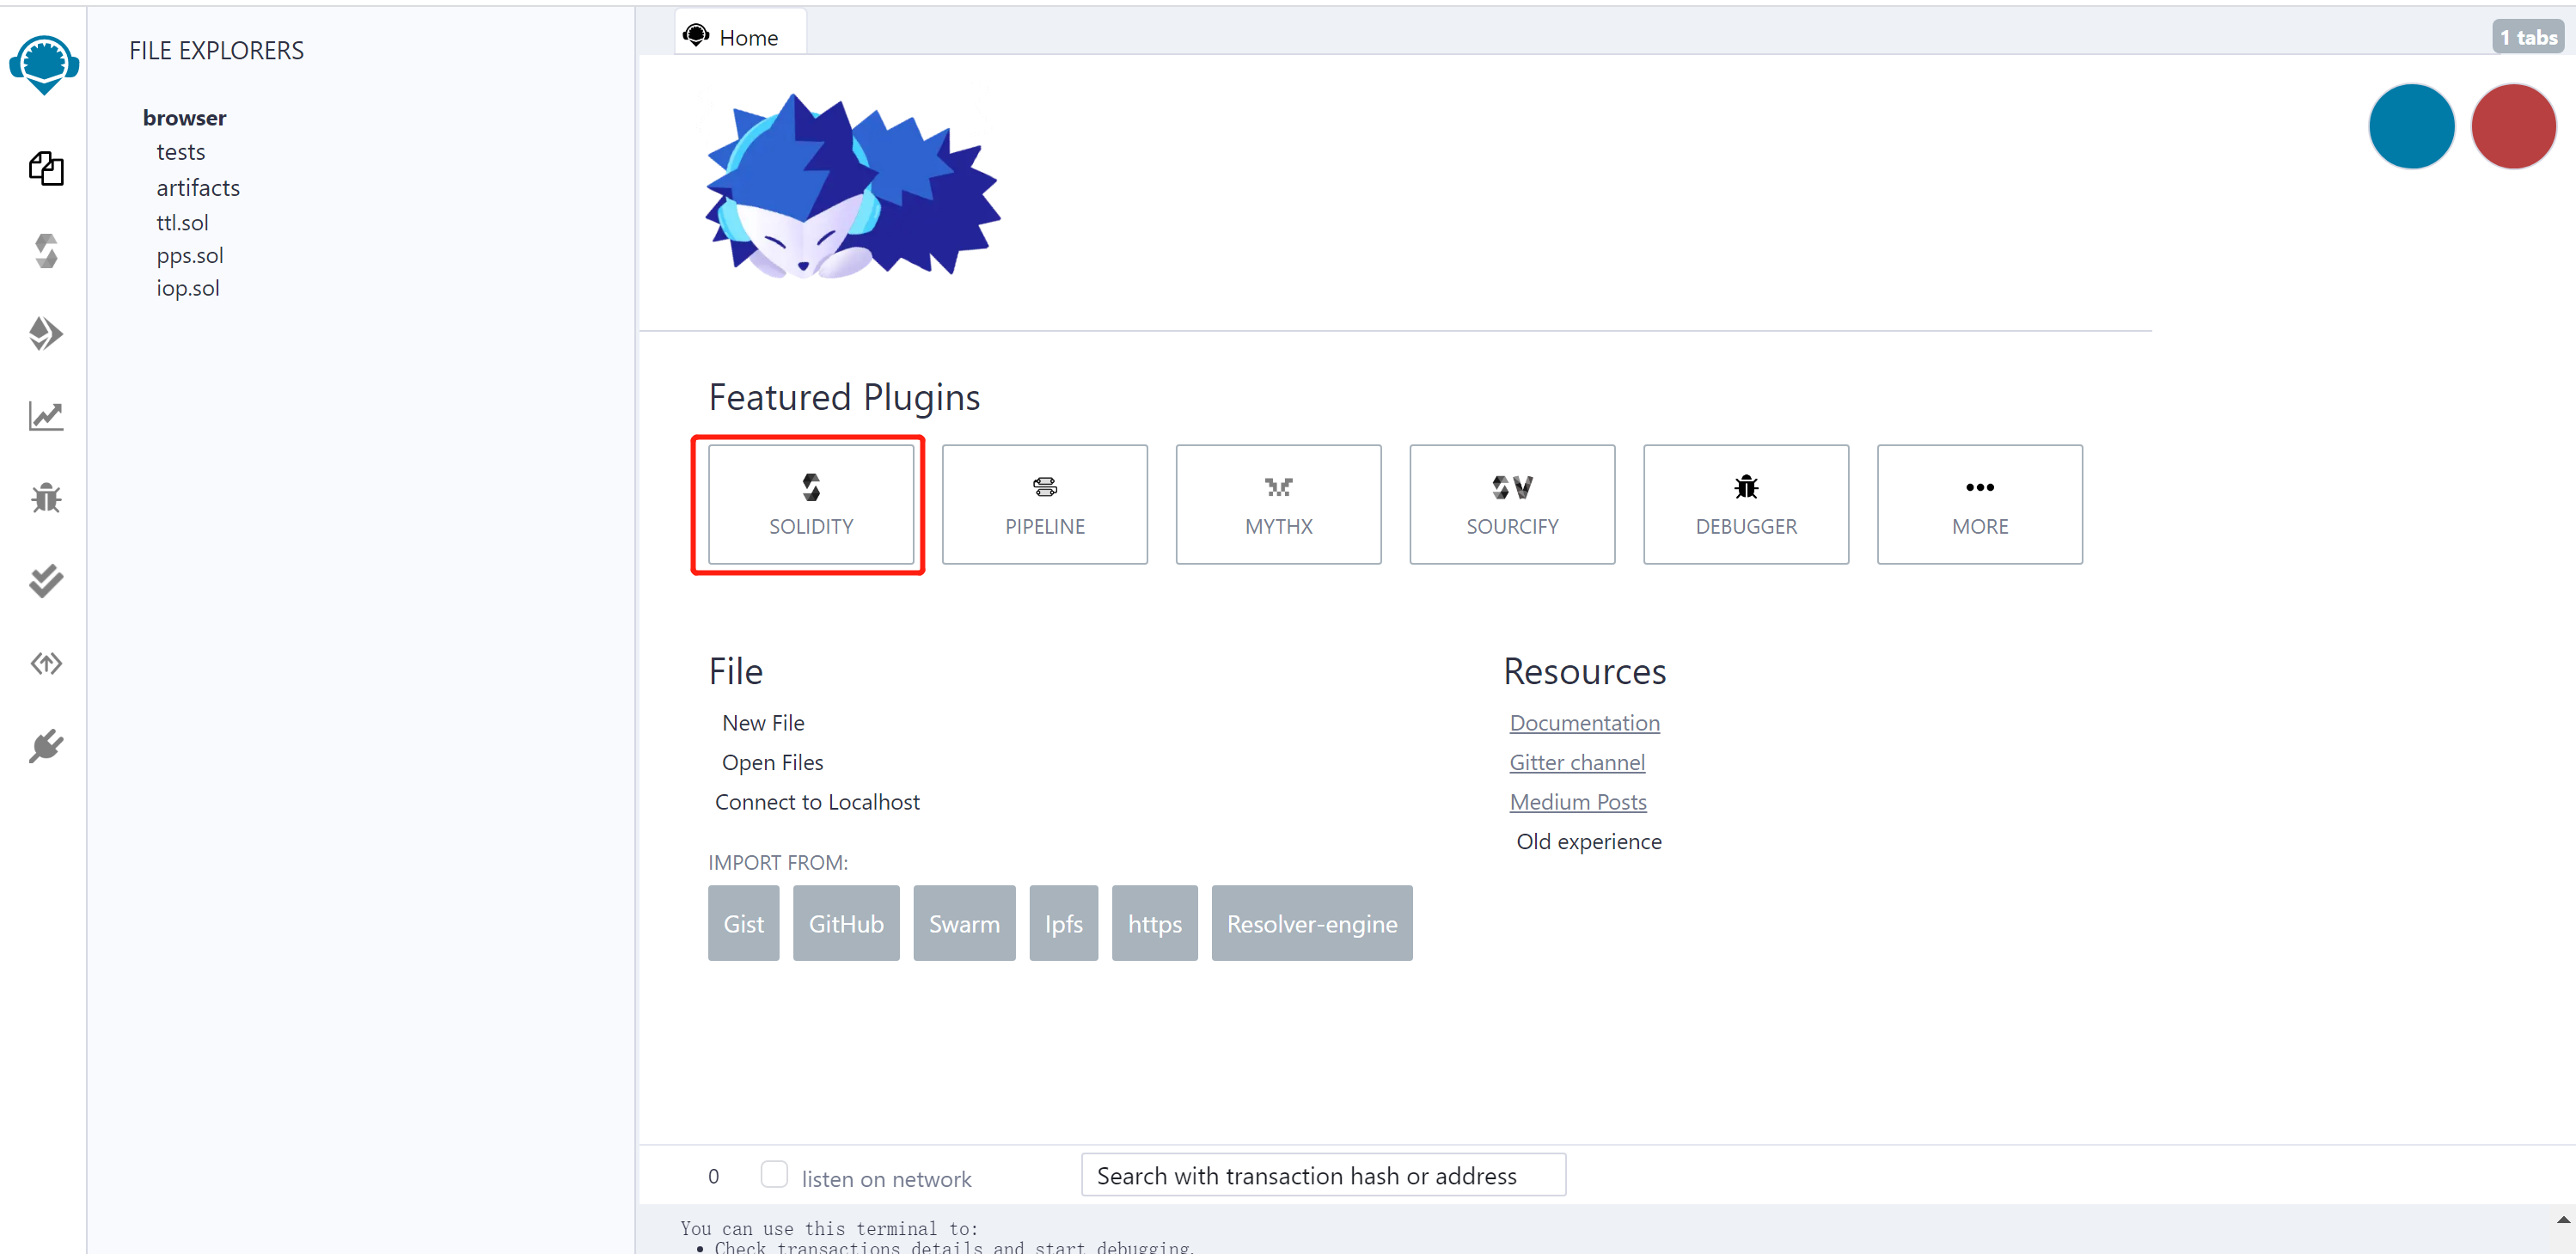 FILE EXPLORERS
browser
tests
artifacts
ttl.sol
pps.sol
iop.sol
Home
1 tabs
Featured Plugins
SOLIDITY
PIPELINE
MYTHX
SOURCIFY
DEBUGGER
MORE
File
New File
Open Files
Connect to Localhost
IMPORT FROM:
Gist
GitHub
Swarm
Ipfs
https
Resolver-engine
Resources
Documentation
Gitter channel
Medium Posts
Old experience
0
listen on network
Search with transaction hash or address
You can use this terminal to:
• Check transactions details and start debugging.